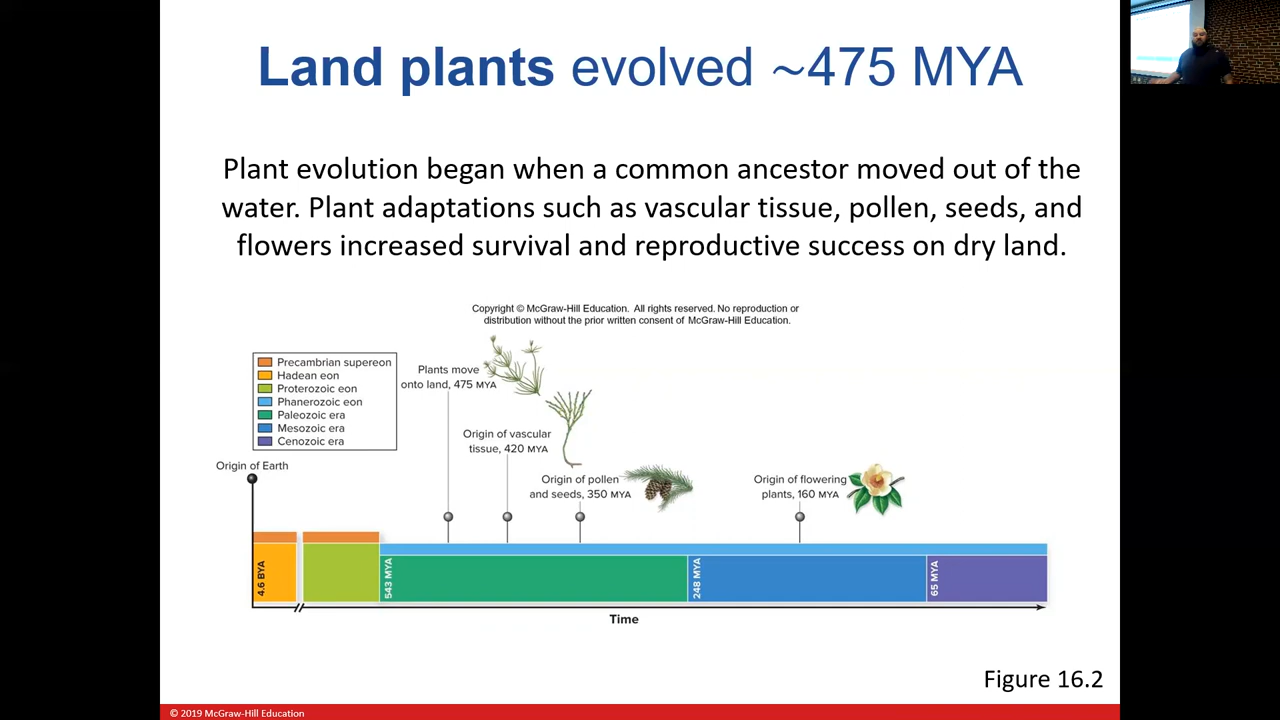 Land plants evolved ~475 MYA
Plant evolution began when a common ancestor moved out of the
water. Plant adaptations such as vascular tissue, pollen, seeds, and
flowers increased survival and reproductive success on dry land.
Copyright © McGraw-Hill Education. All rights reserved. No reproduction or
distribution without the prior written consent of McGraw-Hill Education.
Precambrian supereon
Hadean eon
Proterozoic eon
Phanerozoic eon
Paleozoic era
Mesozoic era
Cenozoic era
Plants move
onto land, 475 MYA
Origin of vascular
tissue, 420 MYA
Origin of Earth
Origin of pollen
and seeds, 350 MYA
Origin of flowering
plants, 160 MYA
4.6 BYA
543 MYA
248 MYA
65 MYA
Time
Figure 16.2
© 2019 McGraw-Hill Education